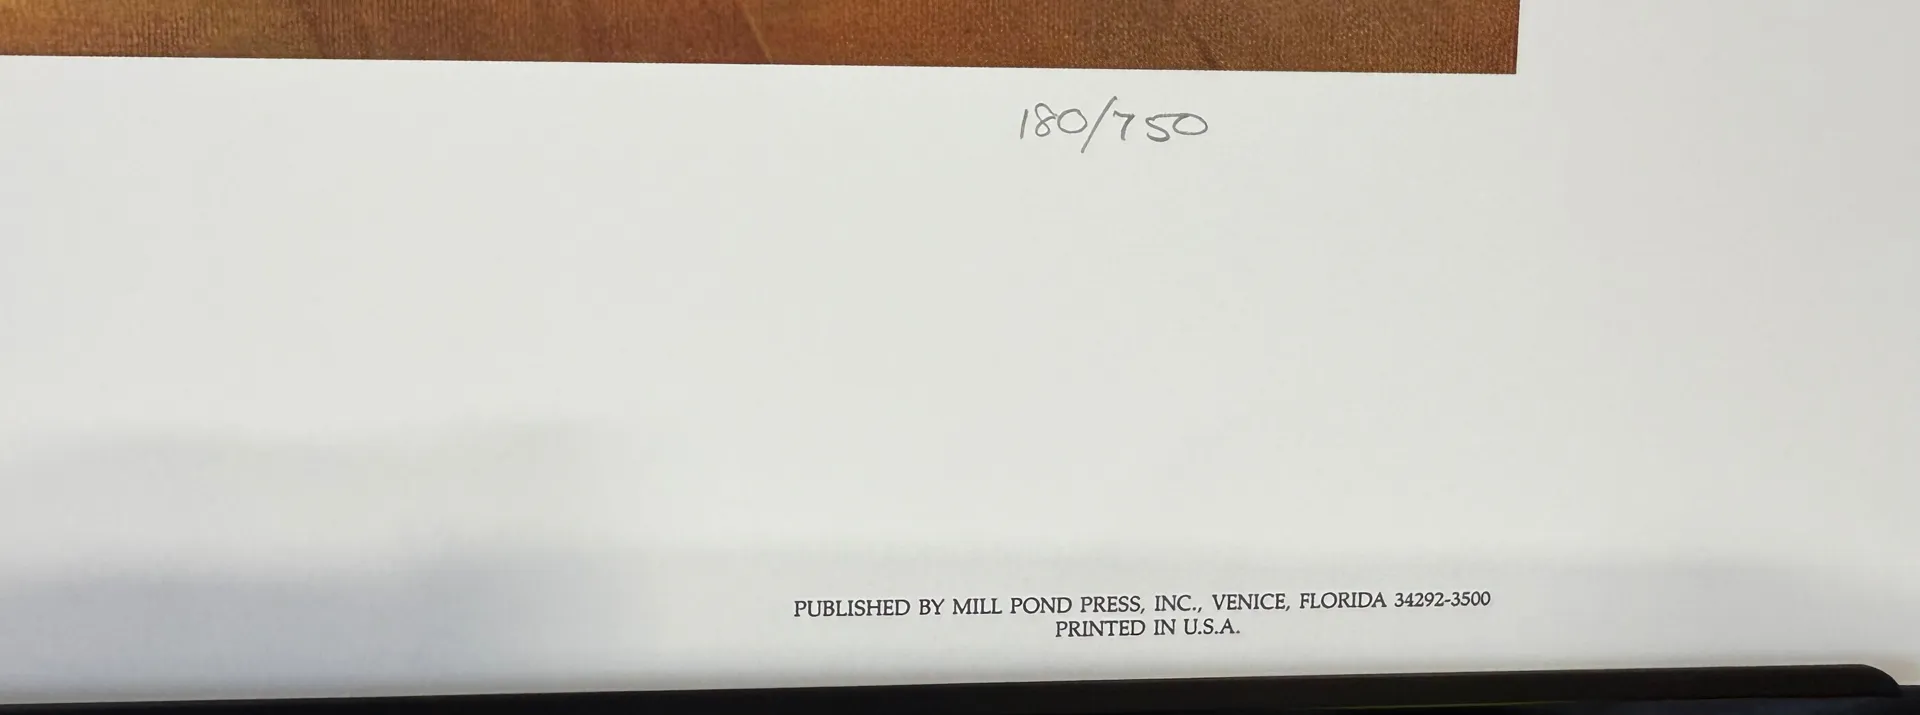 180/750
PUBLISHED BY MILL POND PRESS, INC., VENICE, FLORIDA 34292-3500
PRINTED IN U.S.A.